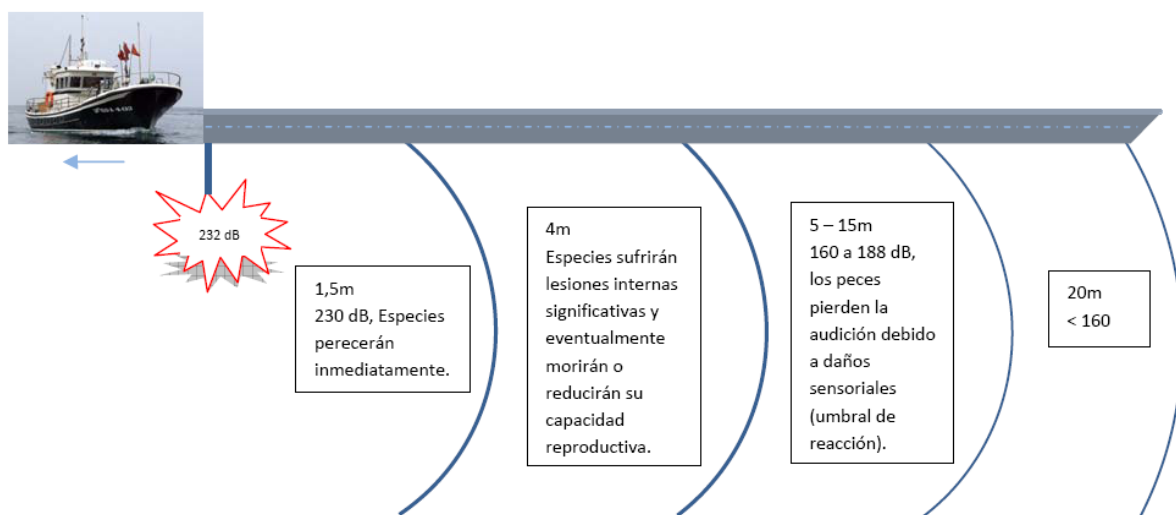 232 dB
1,5m
230 dB, Especies
perecerán
inmediatamente.
4m
Especies sufrirán
lesiones internas
significativas y
eventualmente
morirán o
reducirán su
capacidad
reproductiva.
5 – 15m
160 a 188 dB,
los peces
pierden la
audición debido
a daños
sensoriales
(umbral de
reacción).
20m
< 160